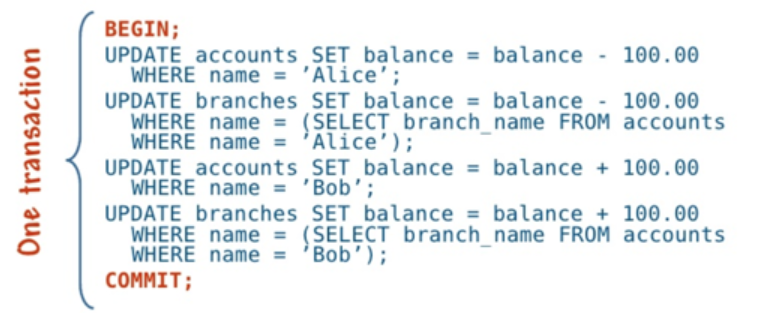 One transaction
BEGIN;
UPDATE accounts SET balance = balance - 100.00
WHERE name = ’Alice’;
UPDATE branches SET balance = balance - 100.00
WHERE name = (SELECT branch_name FROM accounts
WHERE name = ’Alice’);
UPDATE accounts SET balance = balance + 100.00
WHERE name = ’Bob’;
UPDATE branches SET balance = balance + 100.00
WHERE name = (SELECT branch_name FROM accounts
WHERE name = ’Bob’);
COMMIT;